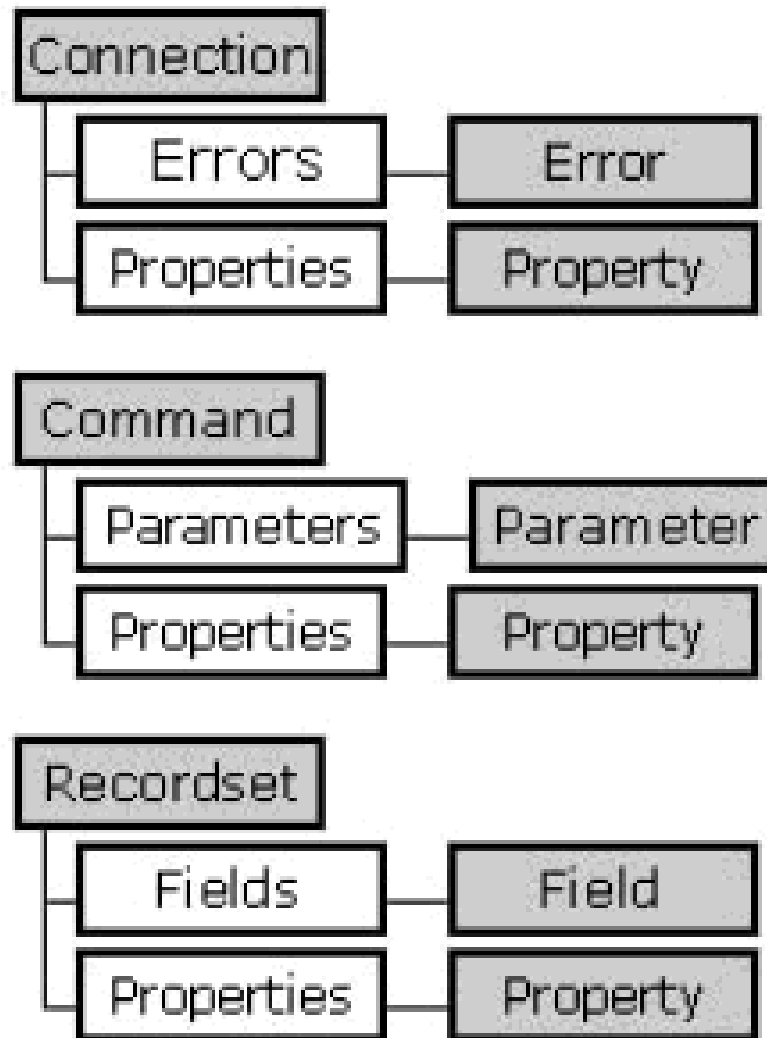 Connection
Errors Error
Properties Property
Command
Parameters Parameter
Properties Property
Recordset
Fields Field
Properties Property